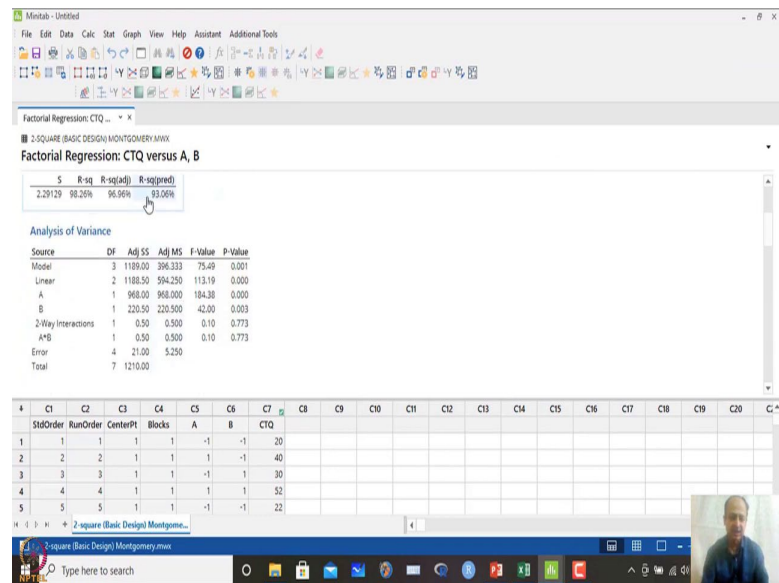 Minitab - Untitled
File Edit Data Calc Stat Graph View Help Assistant Additional Tools
Factorial Regression: CTQ ...
2-SQUARE (BASIC DESIGN) MONTGOMERY.MWX
Factorial Regression: CTQ versus A, B
S R-sq R-sq(adj) R-sq(pred)
2.29129 98.26% 96.96% 93.06%
Analysis of Variance
Source DF Adj SS Adj MS F-Value P-Value
Model 3 1189.00 396.333 75.49 0.001
Linear 2 1188.50 594.250 113.19 0.000
A 1 968.00 968.000 184.38 0.000
B 1 220.50 220.500 42.00 0.003
2-Way Interactions 1 0.50 0.500 0.10 0.773
A*B 1 0.50 0.500 0.10 0.773
Error 4 21.00 5.250
Total 7 1210.00
C1 C2 C3 C4 C5 C6 C7 C8 C9 C10 C11 C12 C13 C14 C15 C16 C17 C18 C19 C20
StdOrder RunOrder CenterPt Blocks A B CTQ
1 1 1 1 1 -1 -1 20
2 2 2 1 1 1 -1 40
3 3 3 1 1 -1 1 30
4 4 4 1 1 1 1 52
5 5 5 1 1 -1 -1 22
2-square (Basic Design) Montgome...
2-square (Basic Design) Montgomery.mwx
Type here to search
NPTEL